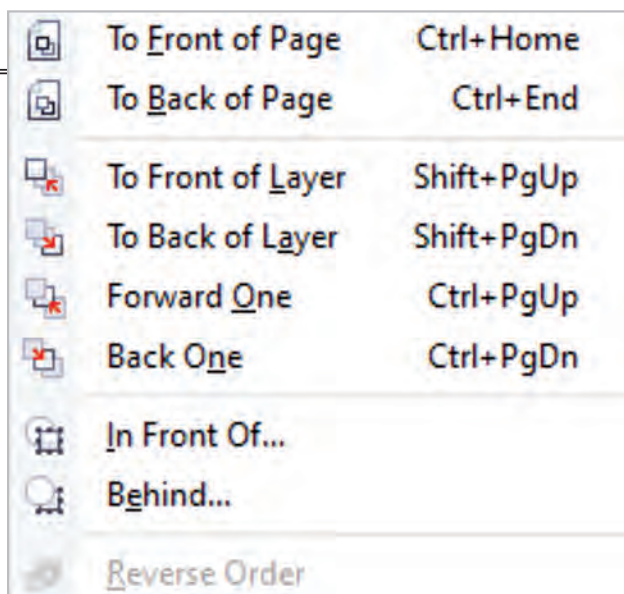 To Front of Page Ctrl+Home
To Back of Page Ctrl+End
To Front of Layer Shift+PgUp
To Back of Layer Shift+PgDn
Forward One Ctrl+PgUp
Back One Ctrl+PgDn
In Front Of...
Behind...
Reverse Order